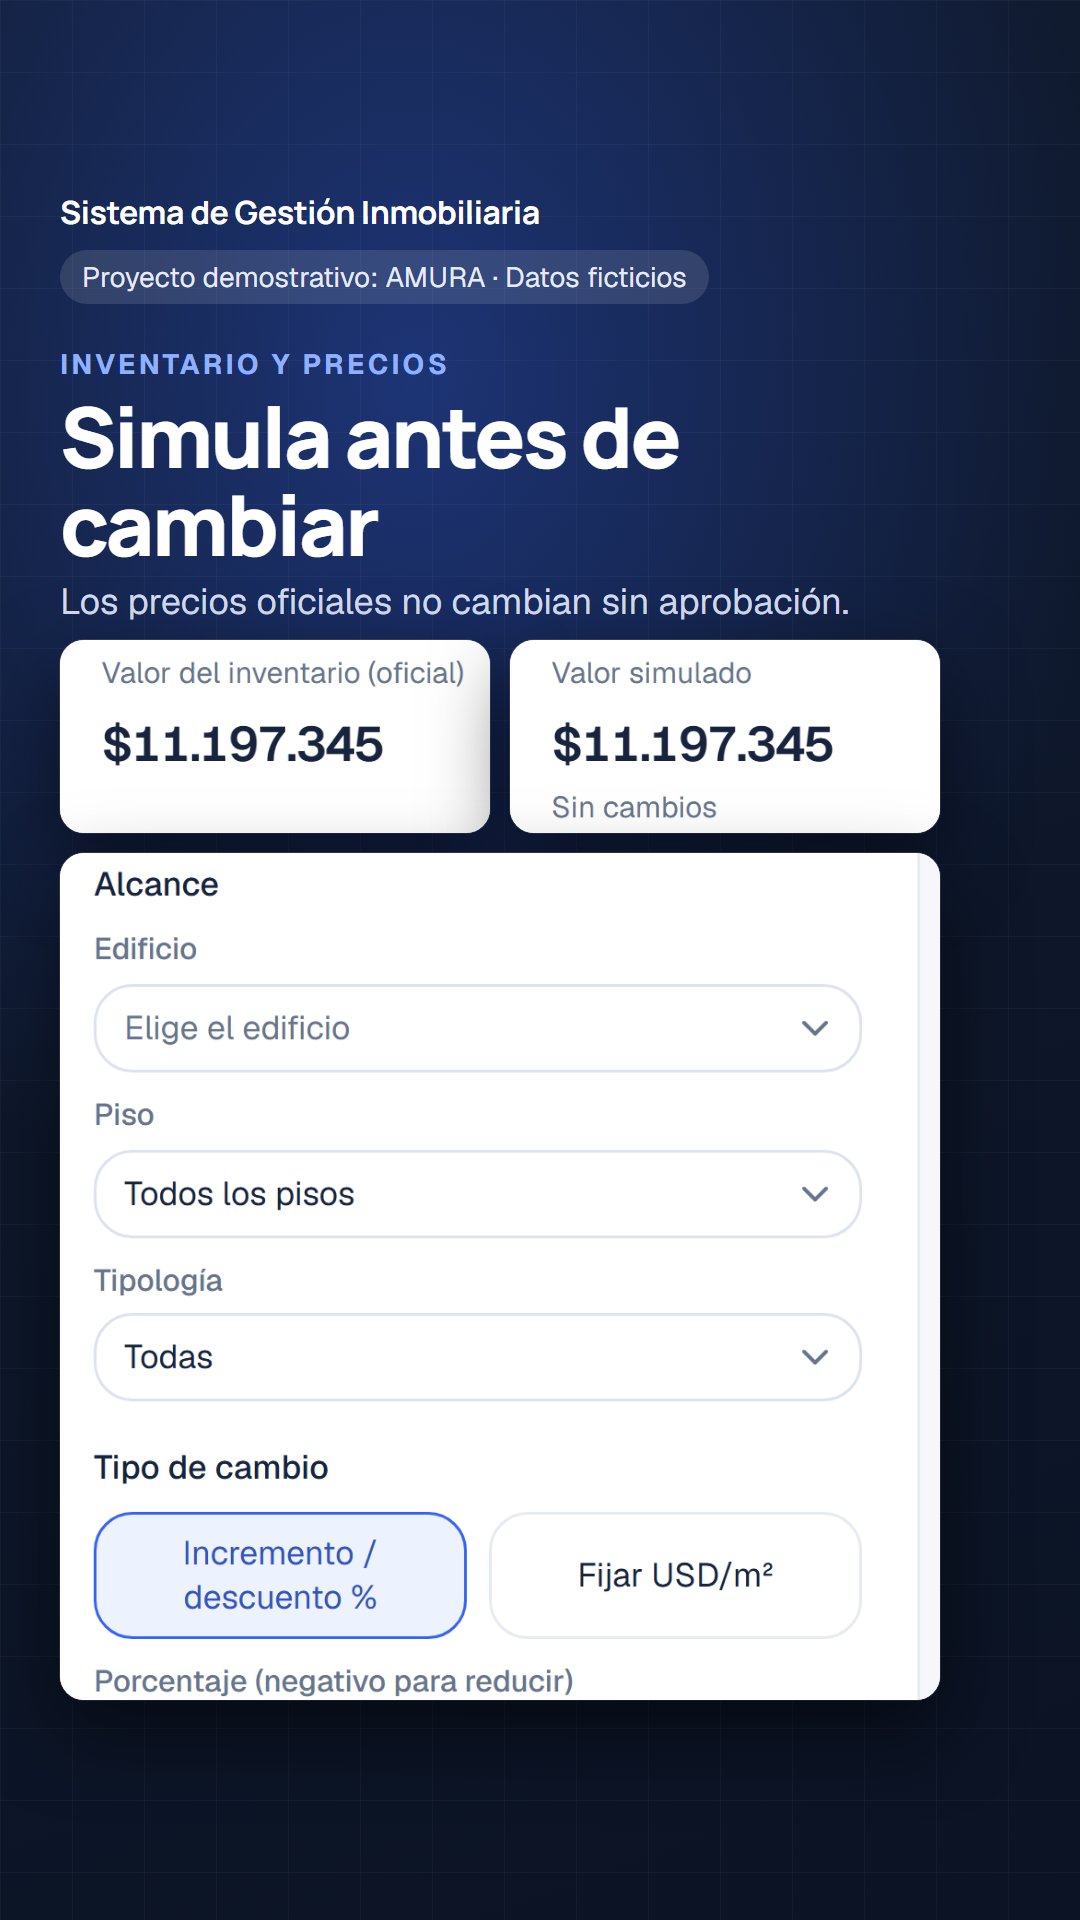 Sistema de Gestión Inmobiliaria
Proyecto demostrativo: AMURA · Datos ficticios
INVENTARIO Y PRECIOS
Simula antes de
cambiar
Los precios oficiales no cambian sin aprobación.
Valor del inventario (oficial)
$11.197.345
Valor simulado
$11.197.345
Sin cambios
Alcance
Edificio
Elige el edificio
Piso
Todos los pisos
Tipología
Todas
Tipo de cambio
Incremento /
descuento %
Fijar USD/m²
Porcentaje (negativo para reducir)